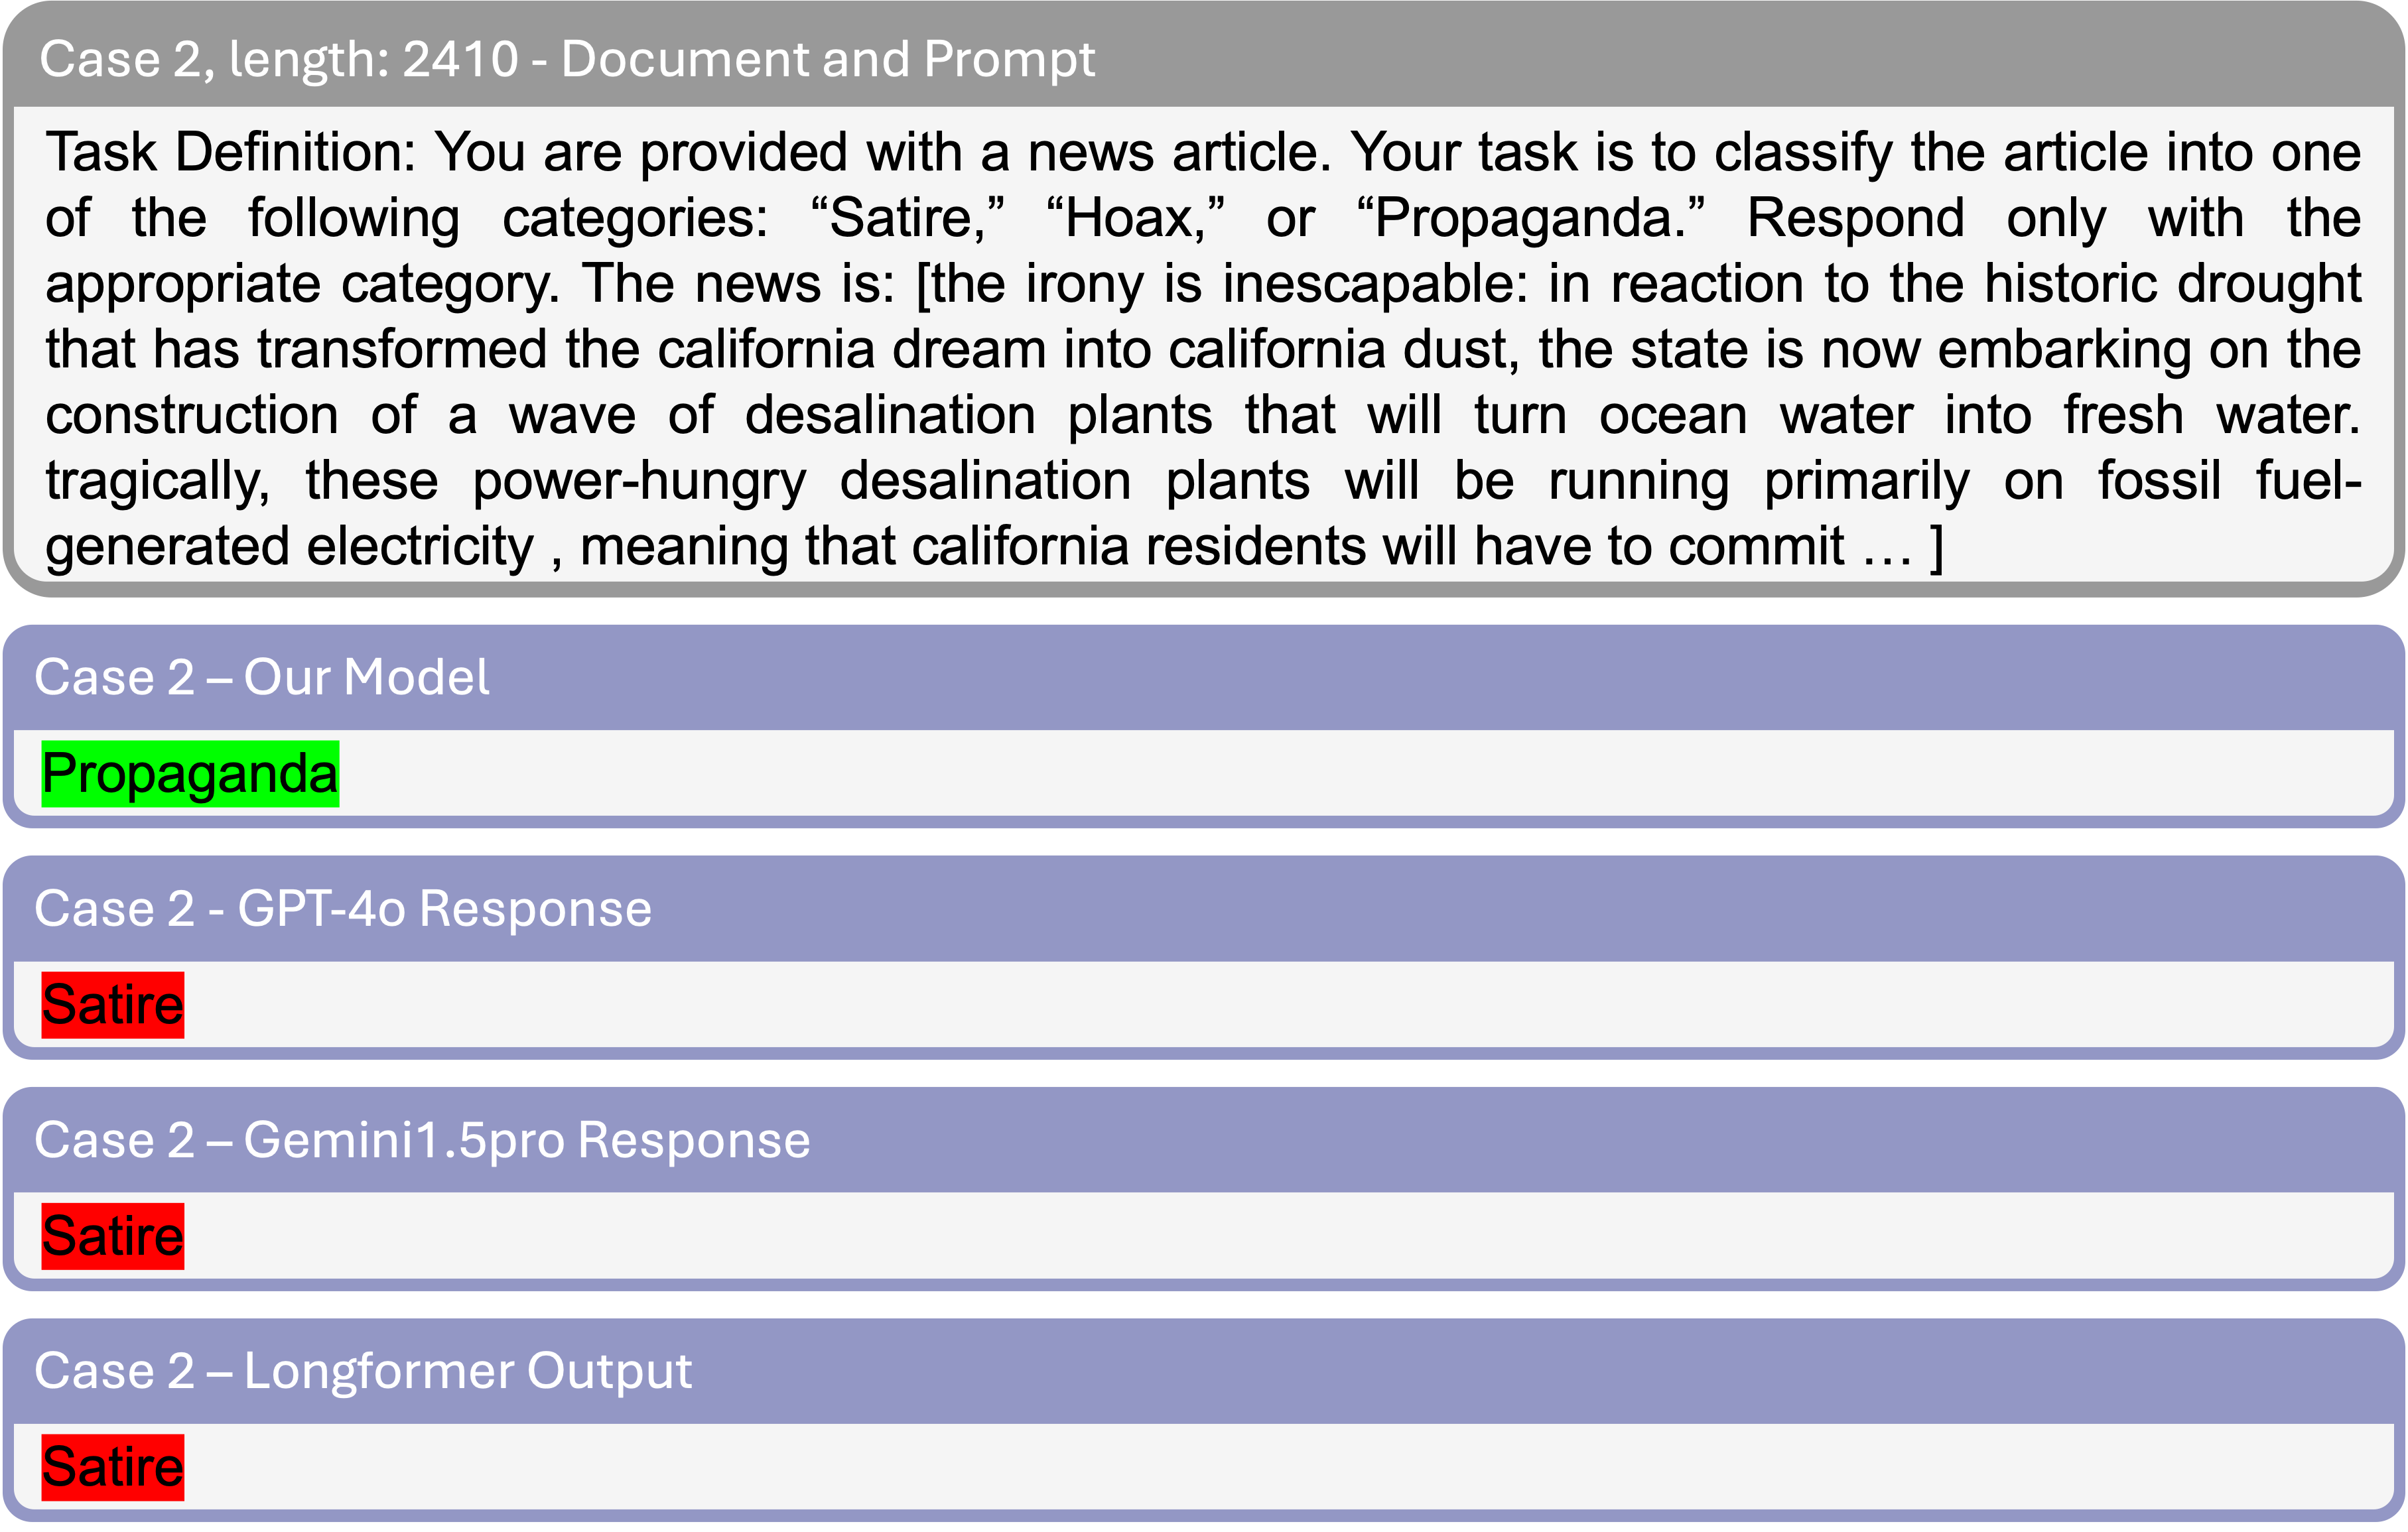 Case 2, length: 2410 - Document and Prompt
Task Definition: You are provided with a news article. Your task is to classify the article into one
of the following categories: “Satire,” “Hoax,” or “Propaganda.” Respond only with the
appropriate category. The news is: [the irony is inescapable: in reaction to the historic drought
that has transformed the california dream into california dust, the state is now embarking on the
construction of a wave of desalination plants that will turn ocean water into fresh water.
tragically, these power-hungry desalination plants will be running primarily on fossil fuel-
generated electricity , meaning that california residents will have to commit … ]
Case 2 – Our Model
Propaganda
Case 2 - GPT-4o Response
Satire
Case 2 – Gemini1.5pro Response
Satire
Case 2 – Longformer Output
Satire